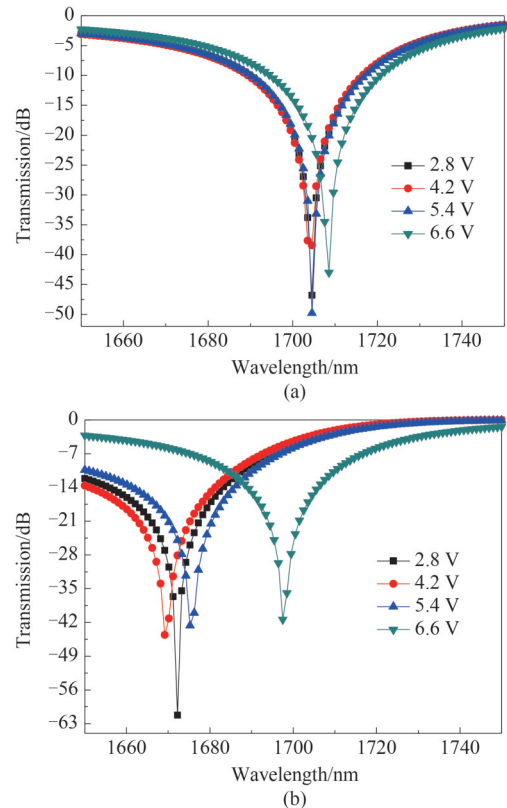 0
−5
−10
−15
−20
−25
−30
−35
−40
−45
−50
Transmission/dB
2.8 V
4.2 V
5.4 V
6.6 V
1660 1680 1700 1720 1740
Wavelength/nm
(a)
0
−7
−14
−21
−28
−35
−42
−49
−56
−63
Transmission/dB
2.8 V
4.2 V
5.4 V
6.6 V
1660 1680 1700 1720 1740
Wavelength/nm
(b)